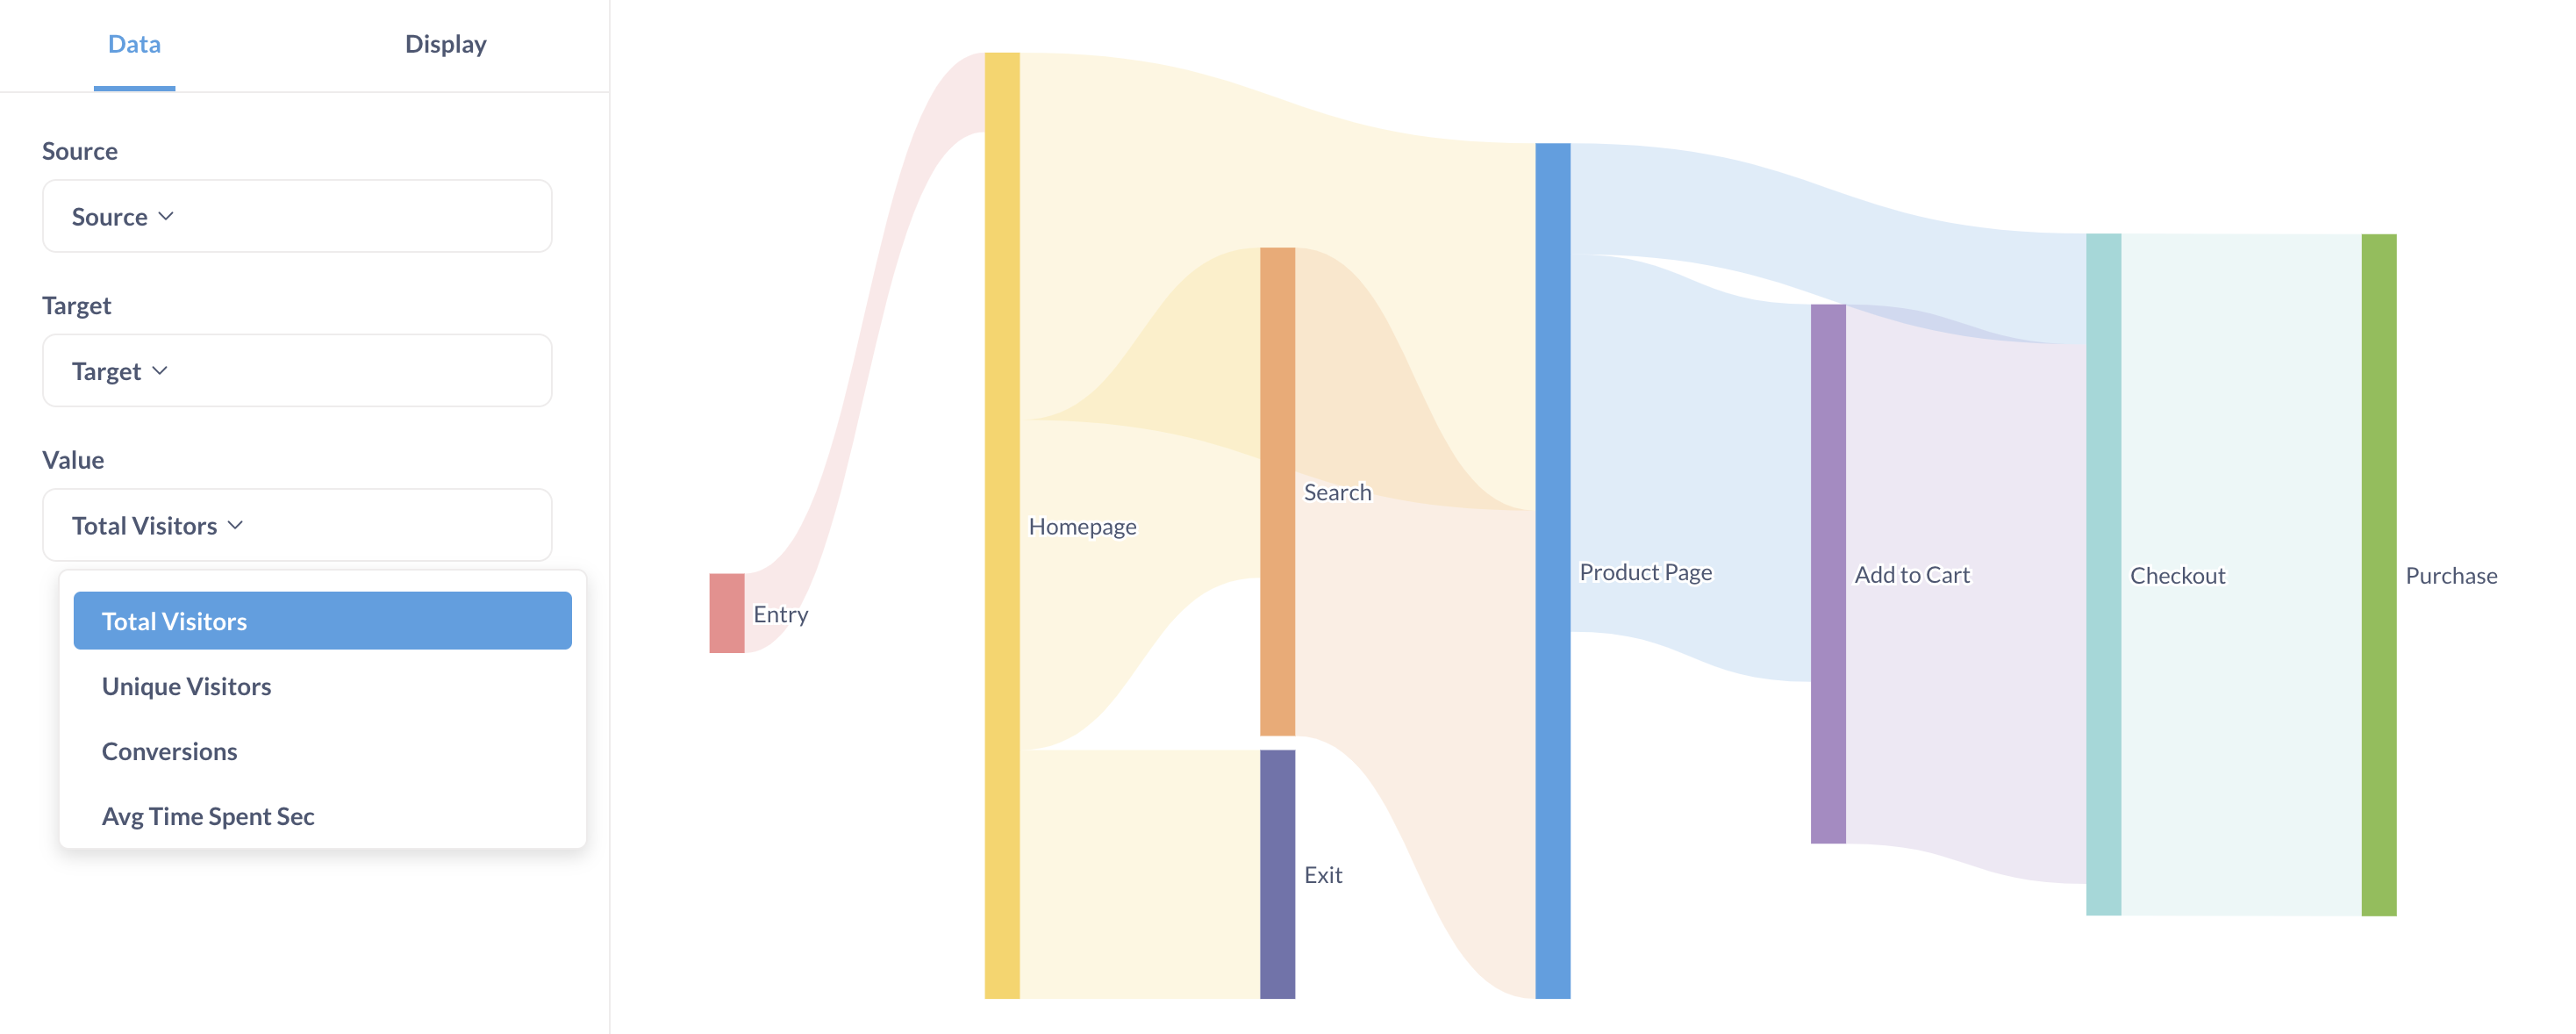 Data
Display
Source
Source
Target
Target
Value
Total Visitors
Total Visitors
Unique Visitors
Conversions
Avg Time Spent Sec
Entry
Homepage
Search
Exit
Product Page
Add to Cart
Checkout
Purchase